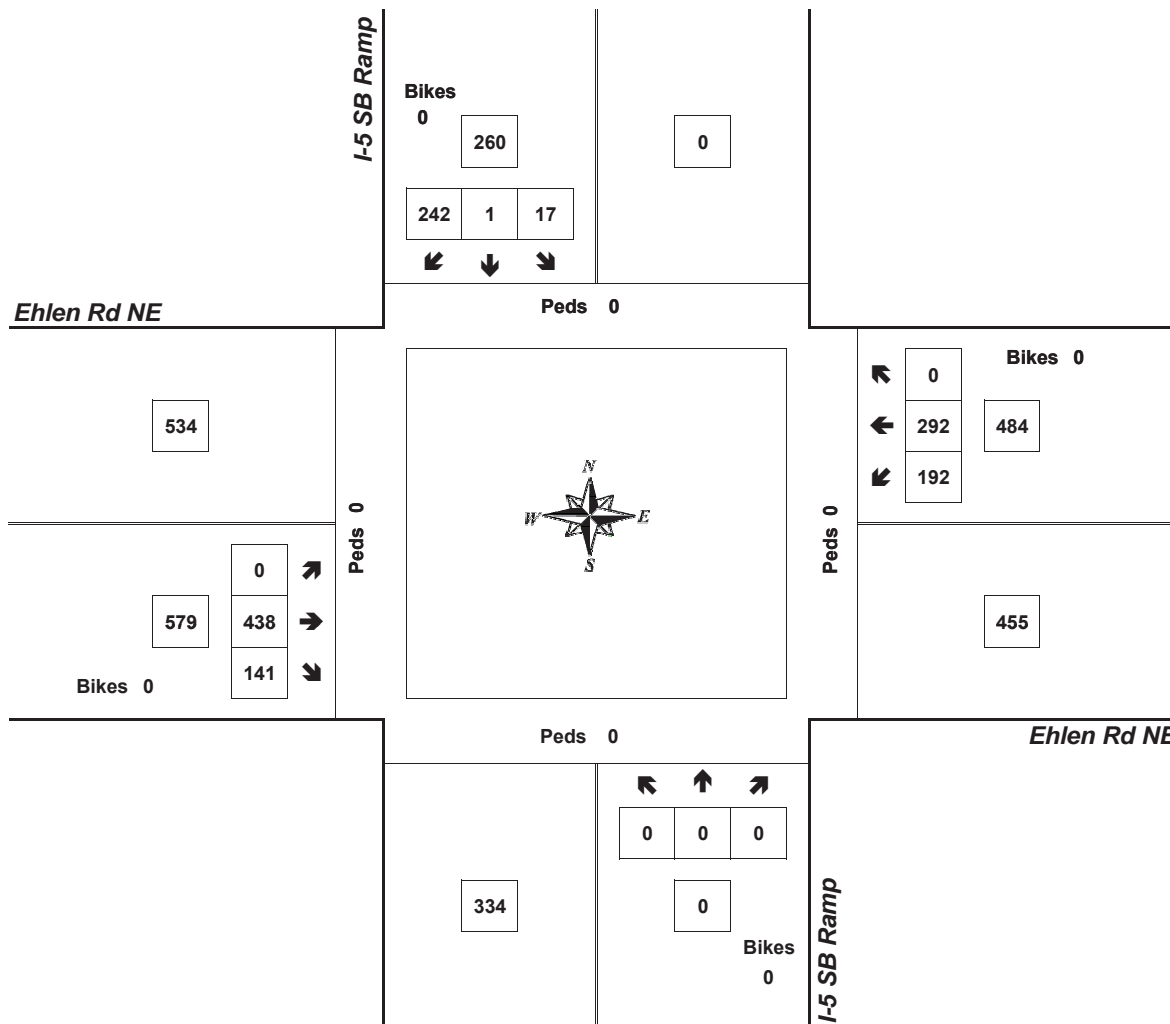 I-5 SB Ramp
Bikes
0
260
0
242 1 17
Ehlen Rd NE
Peds 0
Bikes 0
0
292
192
484
534
Peds 0
N
W E
S
Peds 0
0
438
141
579
Bikes 0
455
Peds 0
Ehlen Rd NE
0 0 0
334
0
Bikes
0
I-5 SB Ramp